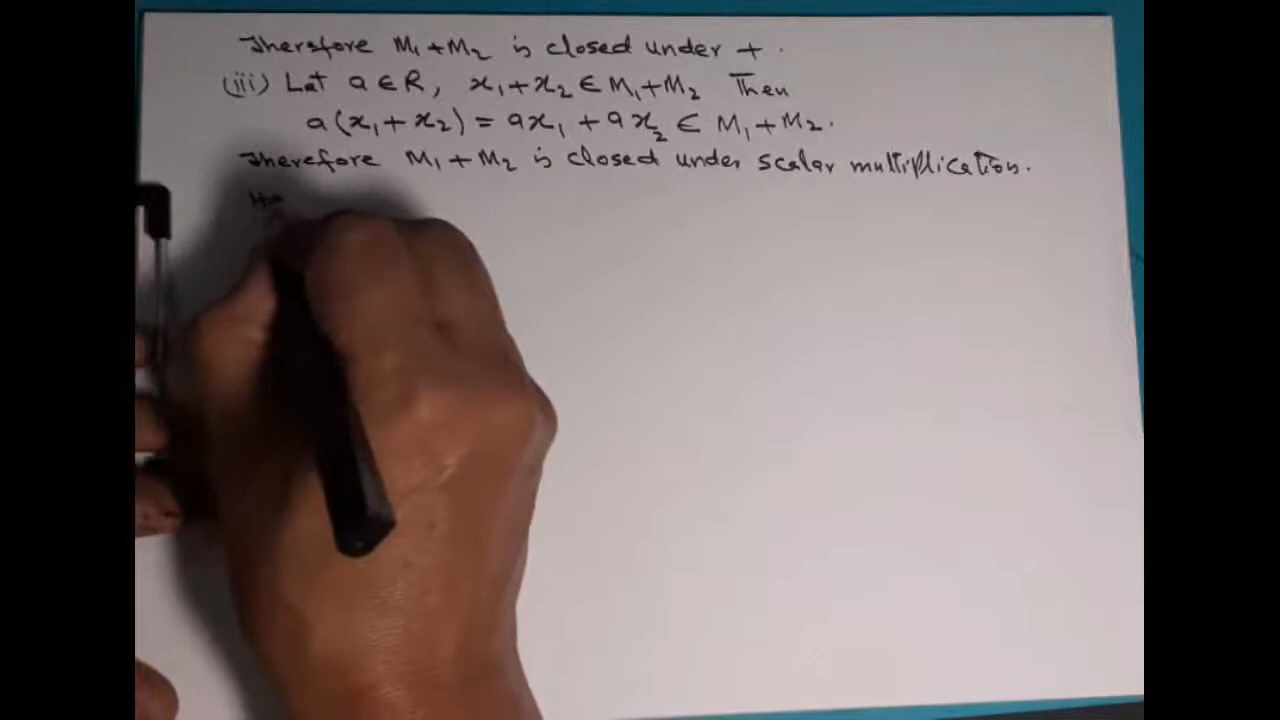 Therefore M₁+M₂ is closed under + .
(iii) Let a ∈ R, x₁+x₂ ∈ M₁+M₂ Then
a(x₁+x₂) = ax₁ + ax₂ ∈ M₁+M₂.
Therefore M₁+M₂ is closed under scalar multiplication.